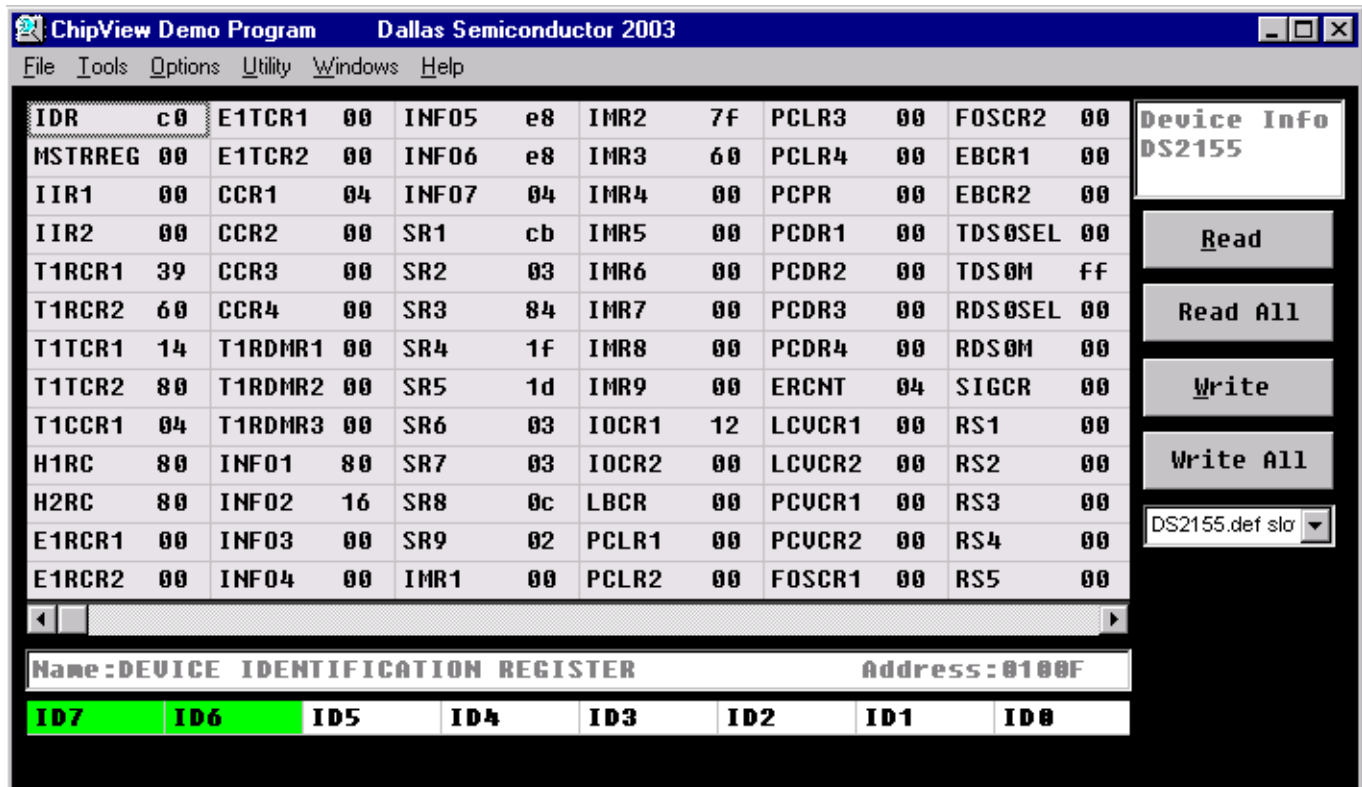 ChipView Demo Program Dallas Semiconductor 2003
File Tools Options Utility Windows Help
IDR c0 E1TCR1 00 INFO5 e8 IMR2 7f PCLR3 00 FOSCR2 00
MSTRREG 00 E1TCR2 00 INFO6 e8 IMR3 60 PCLR4 00 EBCR1 00
IIR1 00 CCR1 04 INFO7 04 IMR4 00 PCPR 00 EBCR2 00
IIR2 00 CCR2 00 SR1 cb IMR5 00 PCDR1 00 TDS0SEL 00
T1RCR1 39 CCR3 00 SR2 03 IMR6 00 PCDR2 00 TDS0M ff
T1RCR2 60 CCR4 00 SR3 84 IMR7 00 PCDR3 00 RDS0SEL 00
T1TCR1 14 T1RDMR1 00 SR4 1f IMR8 00 PCDR4 00 RDS0M 00
T1TCR2 80 T1RDMR2 00 SR5 1d IMR9 00 ERCNT 04 SIGCR 00
T1CCR1 04 T1RDMR3 00 SR6 03 IOCR1 12 LCVCR1 00 RS1 00
H1RC 80 INFO1 80 SR7 03 IOCR2 00 LCVCR2 00 RS2 00
H2RC 80 INFO2 16 SR8 0c LBCR 00 PCVCR1 00 RS3 00
E1RCR1 00 INFO3 00 SR9 02 PCLR1 00 PCVCR2 00 RS4 00
E1RCR2 00 INFO4 00 IMR1 00 PCLR2 00 FOSCR1 00 RS5 00
Device Info
DS2155
Read
Read All
Write
Write All
DS2155.def slo
Name:DEVICE IDENTIFICATION REGISTER Address:0100F
ID7 ID6 ID5 ID4 ID3 ID2 ID1 ID0